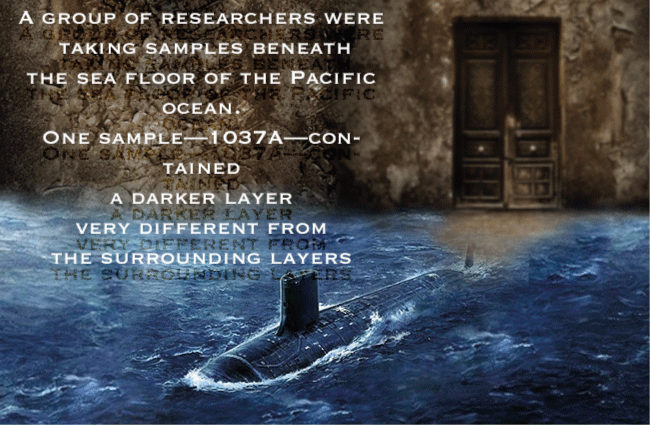 A GROUP OF RESEARCHERS WERE
TAKING SAMPLES BENEATH
THE SEA FLOOR OF THE PACIFIC
OCEAN.
ONE SAMPLE—1037A—CON-
TAINED
A DARKER LAYER
VERY DIFFERENT FROM
THE SURROUNDING LAYERS